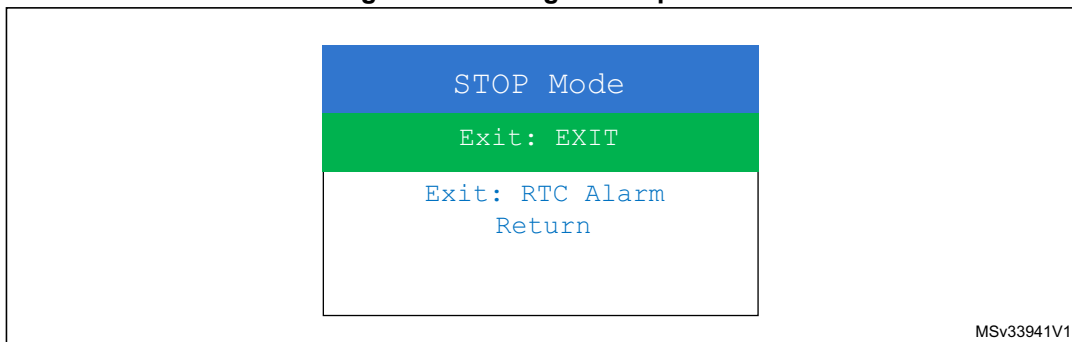 STOP Mode
Exit: EXIT
Exit: RTC Alarm
Return
MSv33941V1